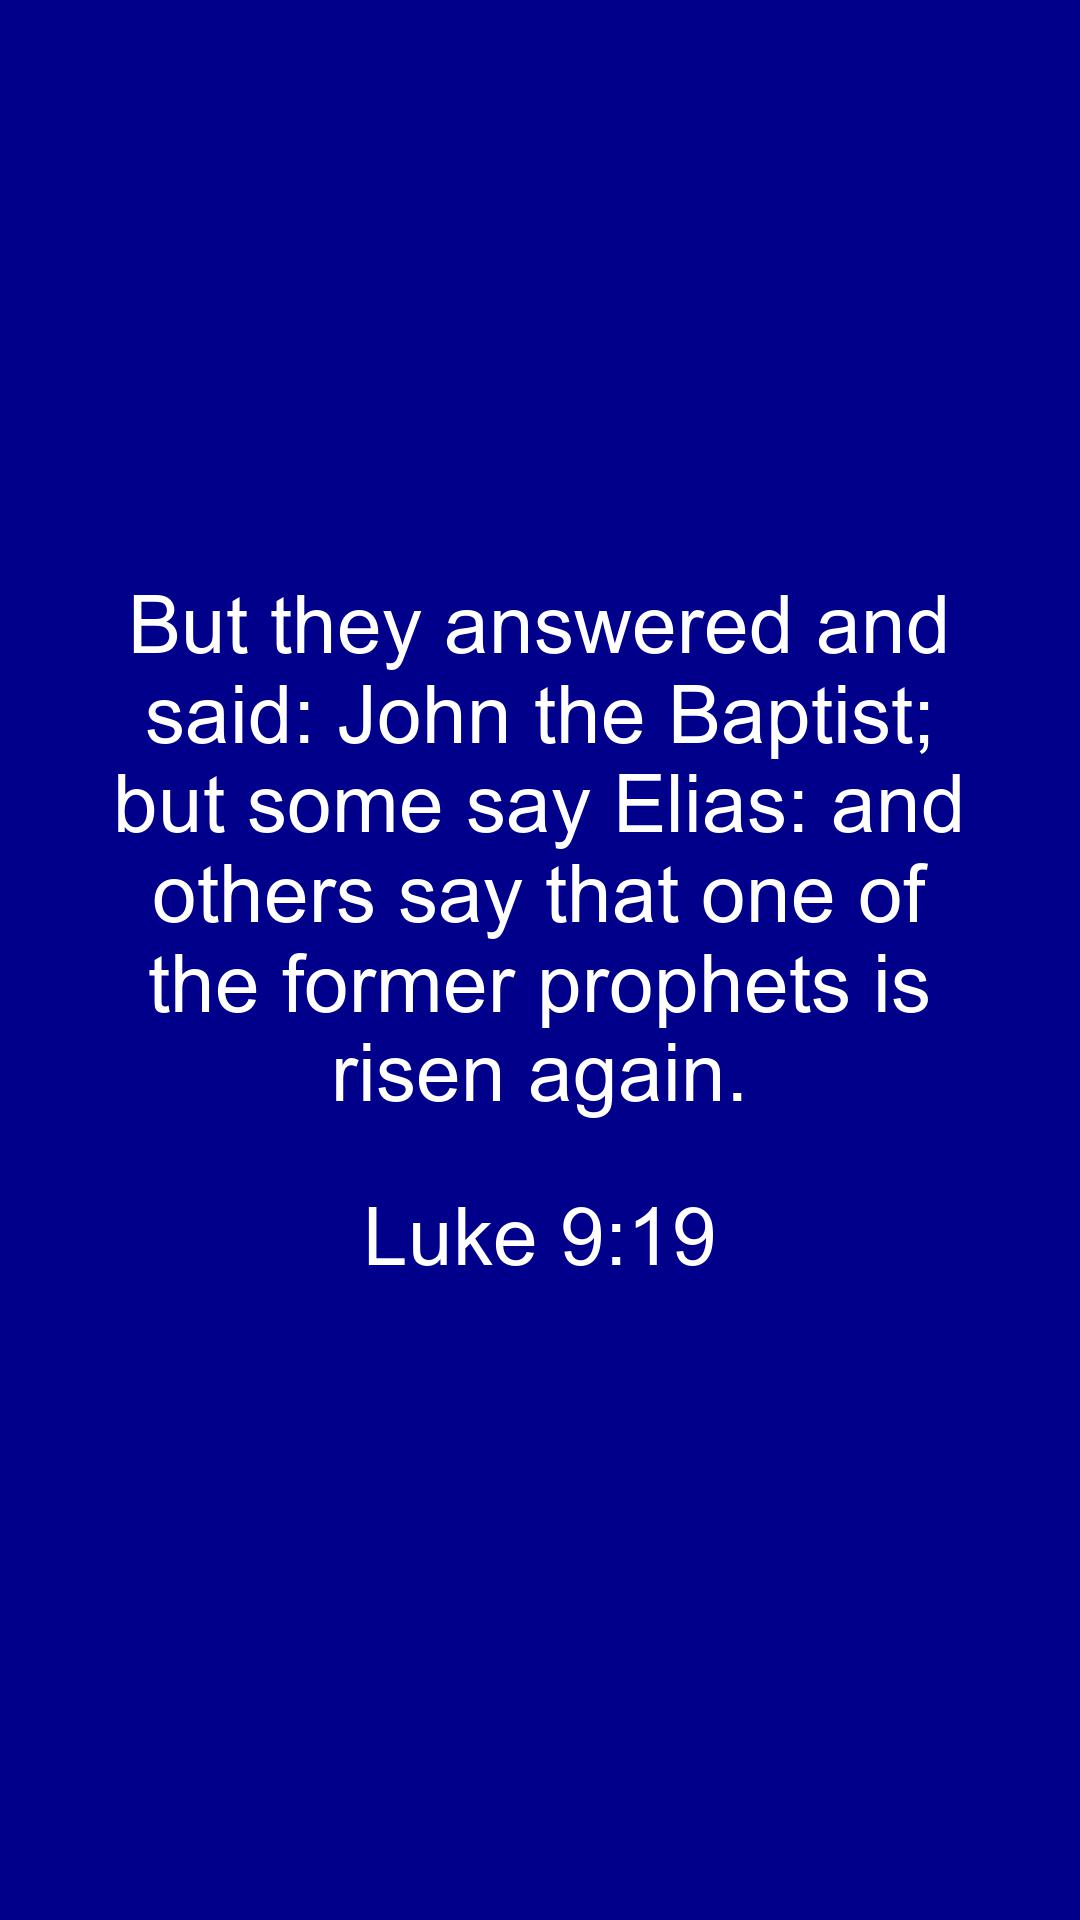 But they answered and
said: John the Baptist;
but some say Elias: and
others say that one of
the former prophets is
risen again.
Luke 9:19